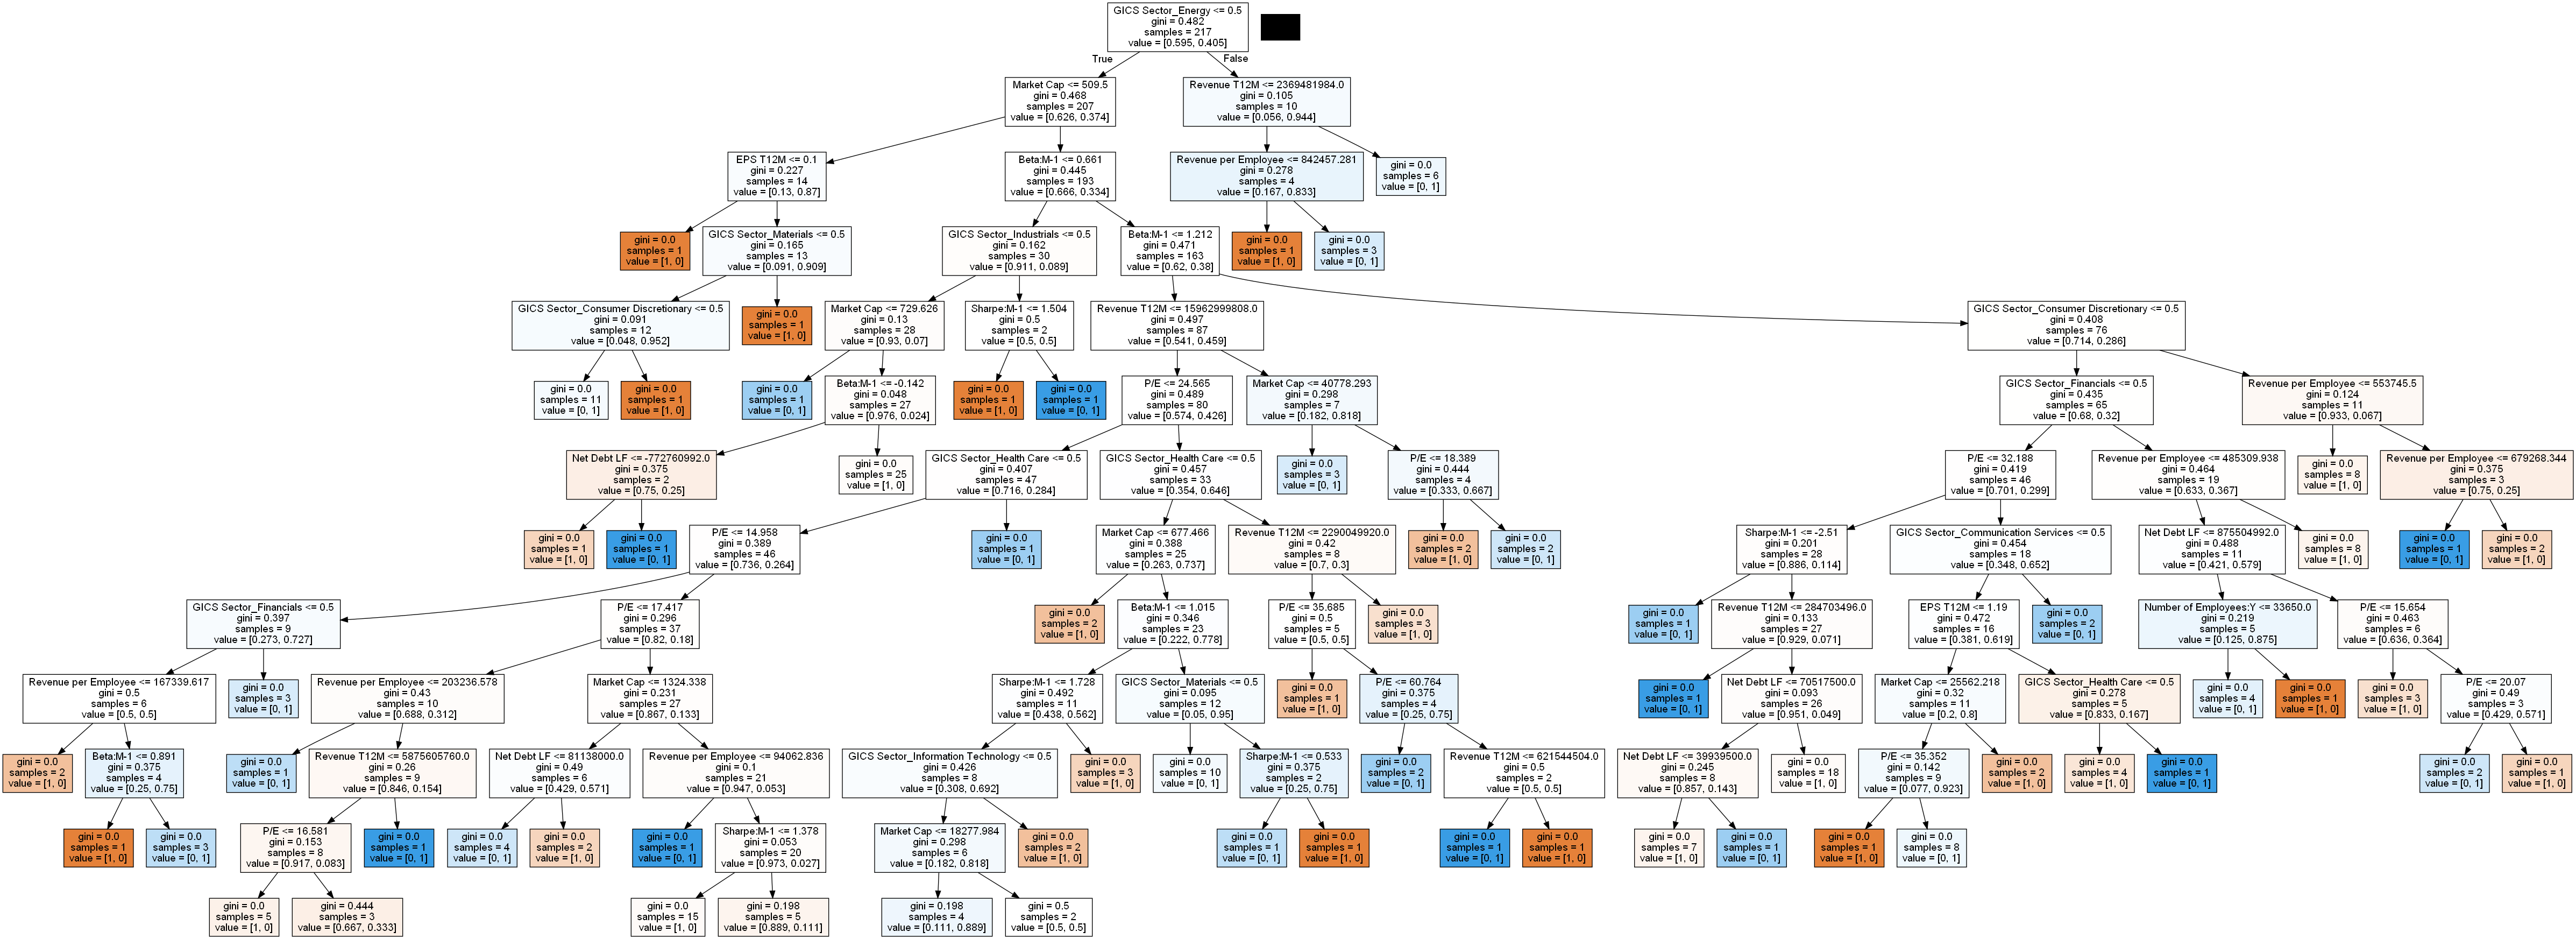 GICS Sector_Energy <= 0.5
gini = 0.482
samples = 217
value = [0.595, 0.405]
True
False
Market Cap <= 509.5
gini = 0.468
samples = 207
value = [0.626, 0.374]
Revenue T12M <= 2369481984.0
gini = 0.105
samples = 10
value = [0.056, 0.944]
EPS T12M <= 0.1
gini = 0.227
samples = 14
value = [0.13, 0.87]
Beta:M-1 <= 0.661
gini = 0.445
samples = 193
value = [0.666, 0.334]
Revenue per Employee <= 842457.281
gini = 0.278
samples = 4
value = [0.167, 0.833]
gini = 0.0
samples = 6
value = [0, 1]
gini = 0.0
samples = 1
value = [1, 0]
GICS Sector_Materials <= 0.5
gini = 0.165
samples = 13
value = [0.091, 0.909]
GICS Sector_Industrials <= 0.5
gini = 0.162
samples = 30
value = [0.911, 0.089]
Beta:M-1 <= 1.212
gini = 0.471
samples = 163
value = [0.62, 0.38]
gini = 0.0
samples = 1
value = [1, 0]
gini = 0.0
samples = 3
value = [0, 1]
GICS Sector_Consumer Discretionary <= 0.5
gini = 0.091
samples = 12
value = [0.048, 0.952]
gini = 0.0
samples = 1
value = [1, 0]
Market Cap <= 729.626
gini = 0.13
samples = 28
value = [0.93, 0.07]
Sharpe:M-1 <= 1.504
gini = 0.5
samples = 2
value = [0.5, 0.5]
Revenue T12M <= 15962999808.0
gini = 0.497
samples = 87
value = [0.541, 0.459]
GICS Sector_Consumer Discretionary <= 0.5
gini = 0.408
samples = 76
value = [0.714, 0.286]
gini = 0.0
samples = 11
value = [0, 1]
gini = 0.0
samples = 1
value = [1, 0]
gini = 0.0
samples = 1
value = [0, 1]
Beta:M-1 <= -0.142
gini = 0.048
samples = 27
value = [0.976, 0.024]
gini = 0.0
samples = 1
value = [1, 0]
gini = 0.0
samples = 1
value = [0, 1]
P/E <= 24.565
gini = 0.489
samples = 80
value = [0.574, 0.426]
Market Cap <= 40778.293
gini = 0.298
samples = 7
value = [0.182, 0.818]
GICS Sector_Financials <= 0.5
gini = 0.435
samples = 65
value = [0.68, 0.32]
Revenue per Employee <= 553745.5
gini = 0.124
samples = 11
value = [0.933, 0.067]
Net Debt LF <= -772760992.0
gini = 0.375
samples = 2
value = [0.75, 0.25]
gini = 0.0
samples = 25
value = [1, 0]
GICS Sector_Health Care <= 0.5
gini = 0.407
samples = 47
value = [0.716, 0.284]
GICS Sector_Health Care <= 0.5
gini = 0.457
samples = 33
value = [0.354, 0.646]
gini = 0.0
samples = 3
value = [0, 1]
P/E <= 18.389
gini = 0.444
samples = 4
value = [0.333, 0.667]
P/E <= 32.188
gini = 0.419
samples = 46
value = [0.701, 0.299]
Revenue per Employee <= 485309.938
gini = 0.464
samples = 19
value = [0.633, 0.367]
gini = 0.0
samples = 8
value = [1, 0]
Revenue per Employee <= 679268.344
gini = 0.375
samples = 3
value = [0.75, 0.25]
gini = 0.0
samples = 1
value = [1, 0]
gini = 0.0
samples = 1
value = [0, 1]
P/E <= 14.958
gini = 0.389
samples = 46
value = [0.736, 0.264]
gini = 0.0
samples = 1
value = [0, 1]
Market Cap <= 677.466
gini = 0.388
samples = 25
value = [0.263, 0.737]
Revenue T12M <= 2290049920.0
gini = 0.42
samples = 8
value = [0.7, 0.3]
gini = 0.0
samples = 2
value = [1, 0]
gini = 0.0
samples = 2
value = [0, 1]
Sharpe:M-1 <= -2.51
gini = 0.201
samples = 28
value = [0.886, 0.114]
GICS Sector_Communication Services <= 0.5
gini = 0.454
samples = 18
value = [0.348, 0.652]
Net Debt LF <= 875504992.0
gini = 0.488
samples = 11
value = [0.421, 0.579]
gini = 0.0
samples = 8
value = [1, 0]
gini = 0.0
samples = 1
value = [0, 1]
gini = 0.0
samples = 2
value = [1, 0]
GICS Sector_Financials <= 0.5
gini = 0.397
samples = 9
value = [0.273, 0.727]
P/E <= 17.417
gini = 0.296
samples = 37
value = [0.82, 0.18]
gini = 0.0
samples = 2
value = [1, 0]
Beta:M-1 <= 1.015
gini = 0.346
samples = 23
value = [0.222, 0.778]
P/E <= 35.685
gini = 0.5
samples = 5
value = [0.5, 0.5]
gini = 0.0
samples = 3
value = [1, 0]
gini = 0.0
samples = 1
value = [0, 1]
Revenue T12M <= 284703496.0
gini = 0.133
samples = 27
value = [0.929, 0.071]
EPS T12M <= 1.19
gini = 0.472
samples = 16
value = [0.381, 0.619]
gini = 0.0
samples = 2
value = [0, 1]
Number of Employees:Y <= 33650.0
gini = 0.219
samples = 5
value = [0.125, 0.875]
P/E <= 15.654
gini = 0.463
samples = 6
value = [0.636, 0.364]
Revenue per Employee <= 167339.617
gini = 0.5
samples = 6
value = [0.5, 0.5]
gini = 0.0
samples = 3
value = [0, 1]
Revenue per Employee <= 203236.578
gini = 0.43
samples = 10
value = [0.688, 0.312]
Market Cap <= 1324.338
gini = 0.231
samples = 27
value = [0.867, 0.133]
Sharpe:M-1 <= 1.728
gini = 0.492
samples = 11
value = [0.438, 0.562]
GICS Sector_Materials <= 0.5
gini = 0.095
samples = 12
value = [0.05, 0.95]
gini = 0.0
samples = 1
value = [1, 0]
P/E <= 60.764
gini = 0.375
samples = 4
value = [0.25, 0.75]
gini = 0.0
samples = 1
value = [0, 1]
Net Debt LF <= 70517500.0
gini = 0.093
samples = 26
value = [0.951, 0.049]
Market Cap <= 25562.218
gini = 0.32
samples = 11
value = [0.2, 0.8]
GICS Sector_Health Care <= 0.5
gini = 0.278
samples = 5
value = [0.833, 0.167]
gini = 0.0
samples = 4
value = [0, 1]
gini = 0.0
samples = 1
value = [1, 0]
gini = 0.0
samples = 3
value = [1, 0]
P/E <= 20.07
gini = 0.49
samples = 3
value = [0.429, 0.571]
gini = 0.0
samples = 2
value = [1, 0]
Beta:M-1 <= 0.891
gini = 0.375
samples = 4
value = [0.25, 0.75]
gini = 0.0
samples = 1
value = [0, 1]
Revenue T12M <= 5875605760.0
gini = 0.26
samples = 9
value = [0.846, 0.154]
Net Debt LF <= 81138000.0
gini = 0.49
samples = 6
value = [0.429, 0.571]
Revenue per Employee <= 94062.836
gini = 0.1
samples = 21
value = [0.947, 0.053]
GICS Sector_Information Technology <= 0.5
gini = 0.426
samples = 8
value = [0.308, 0.692]
gini = 0.0
samples = 3
value = [1, 0]
gini = 0.0
samples = 10
value = [0, 1]
Sharpe:M-1 <= 0.533
gini = 0.375
samples = 2
value = [0.25, 0.75]
gini = 0.0
samples = 2
value = [0, 1]
Revenue T12M <= 621544504.0
gini = 0.5
samples = 2
value = [0.5, 0.5]
Net Debt LF <= 39939500.0
gini = 0.245
samples = 8
value = [0.857, 0.143]
gini = 0.0
samples = 18
value = [1, 0]
P/E <= 35.352
gini = 0.142
samples = 9
value = [0.077, 0.923]
gini = 0.0
samples = 2
value = [1, 0]
gini = 0.0
samples = 4
value = [1, 0]
gini = 0.0
samples = 1
value = [0, 1]
gini = 0.0
samples = 2
value = [0, 1]
gini = 0.0
samples = 1
value = [1, 0]
gini = 0.0
samples = 1
value = [1, 0]
gini = 0.0
samples = 3
value = [0, 1]
P/E <= 16.581
gini = 0.153
samples = 8
value = [0.917, 0.083]
gini = 0.0
samples = 1
value = [0, 1]
gini = 0.0
samples = 4
value = [0, 1]
gini = 0.0
samples = 2
value = [1, 0]
gini = 0.0
samples = 1
value = [0, 1]
Sharpe:M-1 <= 1.378
gini = 0.053
samples = 20
value = [0.973, 0.027]
Market Cap <= 18277.984
gini = 0.298
samples = 6
value = [0.182, 0.818]
gini = 0.0
samples = 2
value = [1, 0]
gini = 0.0
samples = 1
value = [0, 1]
gini = 0.0
samples = 1
value = [1, 0]
gini = 0.0
samples = 1
value = [0, 1]
gini = 0.0
samples = 1
value = [1, 0]
gini = 0.0
samples = 7
value = [1, 0]
gini = 0.0
samples = 1
value = [0, 1]
gini = 0.0
samples = 1
value = [1, 0]
gini = 0.0
samples = 8
value = [0, 1]
gini = 0.0
samples = 5
value = [1, 0]
gini = 0.444
samples = 3
value = [0.667, 0.333]
gini = 0.0
samples = 15
value = [1, 0]
gini = 0.198
samples = 5
value = [0.889, 0.111]
gini = 0.198
samples = 4
value = [0.111, 0.889]
gini = 0.5
samples = 2
value = [0.5, 0.5]